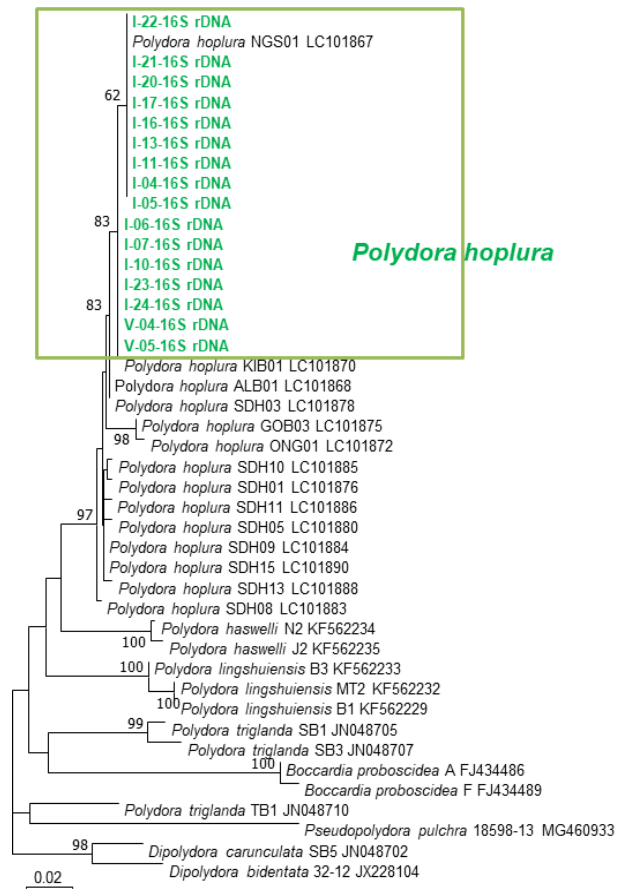 I-22-16S rDNA
Polydora hoplura NGS01 LC101867
I-21-16S rDNA
I-20-16S rDNA
62
I-17-16S rDNA
I-16-16S rDNA
I-13-16S rDNA
I-11-16S rDNA
I-04-16S rDNA
I-05-16S rDNA
83
I-06-16S rDNA
I-07-16S rDNA
Polydora hoplura
I-10-16S rDNA
I-23-16S rDNA
83
I-24-16S rDNA
V-04-16S rDNA
V-05-16S rDNA
Polydora hoplura KIB01 LC101870
Polydora hoplura ALB01 LC101868
Polydora hoplura SDH03 LC101878
Polydora hoplura GOB03 LC101875
98
Polydora hoplura ONG01 LC101872
Polydora hoplura SDH10 LC101885
Polydora hoplura SDH01 LC101876
Polydora hoplura SDH11 LC101886
97
Polydora hoplura SDH05 LC101880
Polydora hoplura SDH09 LC101884
Polydora hoplura SDH15 LC101890
Polydora hoplura SDH13 LC101888
Polydora hoplura SDH08 LC101883
Polydora haswelli N2 KF562234
100
Polydora haswelli J2 KF562235
100
Polydora lingshuiensis B3 KF562233
Polydora lingshuiensis MT2 KF562232
100
Polydora lingshuiensis B1 KF562229
99
Polydora triglanda SB1 JN048705
Polydora triglanda SB3 JN048707
100
Boccardia proboscidea A FJ434486
Boccardia proboscidea F FJ434489
Polydora triglanda TB1 JN048710
Pseudopolydora pulchra 18598-13 MG460933
98
Dipolydora carunculata SB5 JN048702
Dipolydora bidentata 32-12 JX228104
0.02